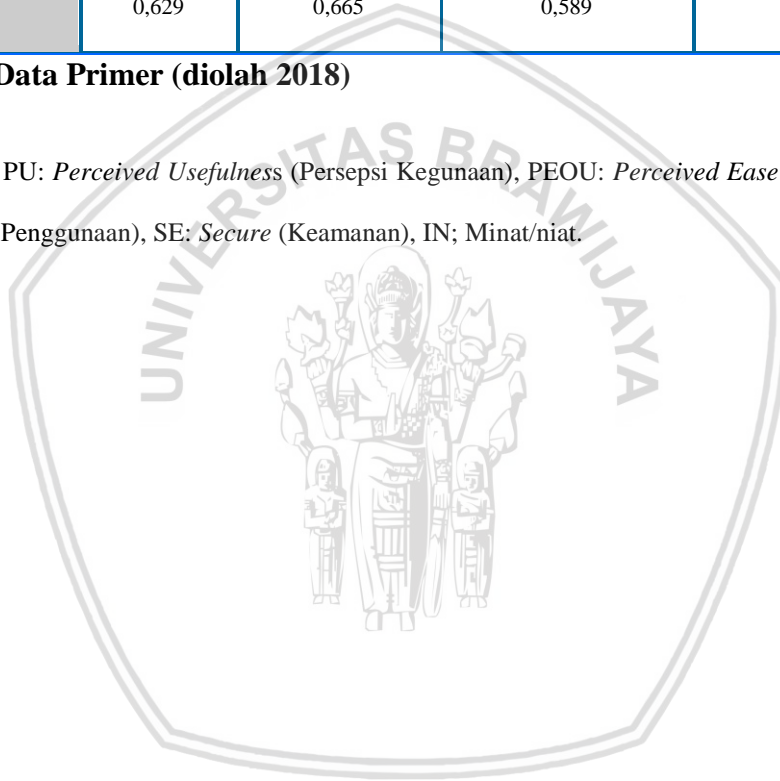 0,629 0,665 0,589
Data Primer (diolah 2018)
PU: Perceived Usefulness (Persepsi Kegunaan), PEOU: Perceived Ease
Penggunaan), SE: Secure (Keamanan), IN; Minat/niat.
UNIVERSITAS BRAWIJAYA